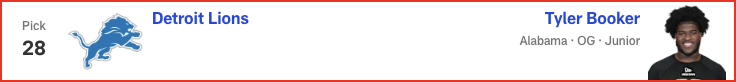 Pick
28
Detroit Lions
Tyler Booker
Alabama · OG · Junior